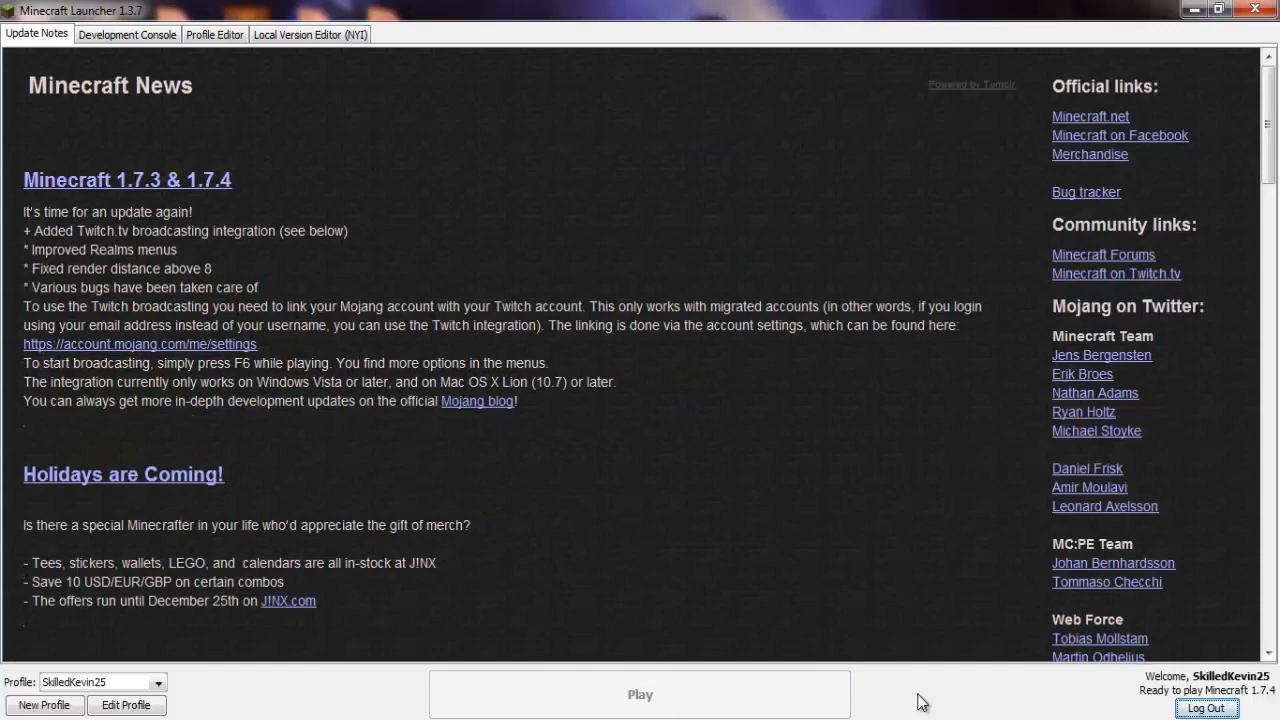 Minecraft Launcher 1.3.7
Update Notes
Development Console
Profile Editor
Local Version Editor (NYI)
Minecraft News
Powered by Tumblr
Minecraft 1.7.3 & 1.7.4
It's time for an update again!
+ Added Twitch.tv broadcasting integration (see below)
* Improved Realms menus
* Fixed render distance above 8
* Various bugs have been taken care of
To use the Twitch broadcasting you need to link your Mojang account with your Twitch account. This only works with migrated accounts (in other words, if you login
using your email address instead of your username, you can use the Twitch integration). The linking is done via the account settings, which can be found here:
https://account.mojang.com/me/settings
To start broadcasting, simply press F6 while playing. You find more options in the menus.
The integration currently only works on Windows Vista or later, and on Mac OS X Lion (10.7) or later.
You can always get more in-depth development updates on the official Mojang blog!
.
Holidays are Coming!
Is there a special Minecrafter in your life who'd appreciate the gift of merch?
- Tees, stickers, wallets, LEGO, and  calendars are all in-stock at J!NX
- Save 10 USD/EUR/GBP on certain combos
- The offers run until December 25th on J!NX.com
.
Official links:
Minecraft.net
Minecraft on Facebook
Merchandise
Bug tracker
Community links:
Minecraft Forums
Minecraft on Twitch.tv
Mojang on Twitter:
Minecraft Team
Jens Bergensten
Erik Broes
Nathan Adams
Ryan Holtz
Michael Stoyke
Daniel Frisk
Amir Moulavi
Leonard Axelsson
MC:PE Team
Johan Bernhardsson
Tommaso Checchi
Web Force
Tobias Mollstam
Martin Odhelius
Profile:
SkilledKevin25
New Profile
Edit Profile
Play
Welcome, SkilledKevin25
Ready to play Minecraft 1.7.4
Log Out